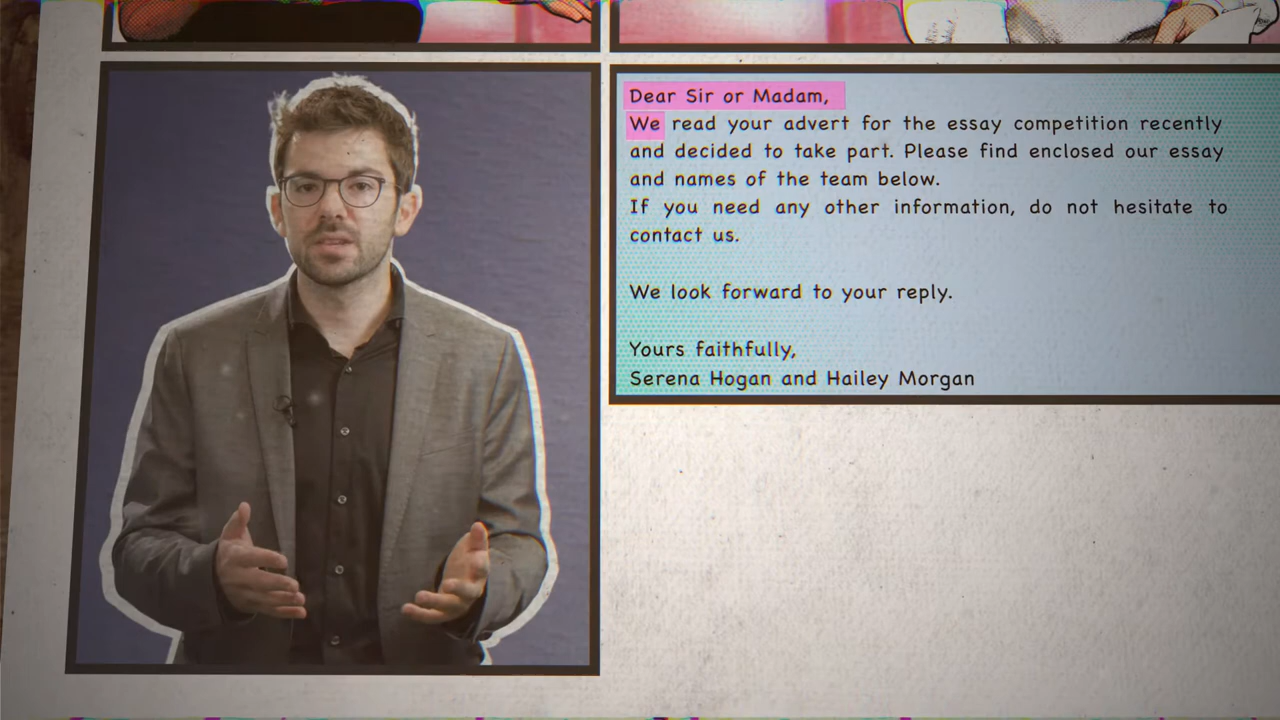 Dear Sir or Madam,
We read your advert for the essay competition recently
and decided to take part. Please find enclosed our essay
and names of the team below.
If you need any other information, do not hesitate to
contact us.
We look forward to your reply.
Yours faithfully,
Serena Hogan and Hailey Morgan